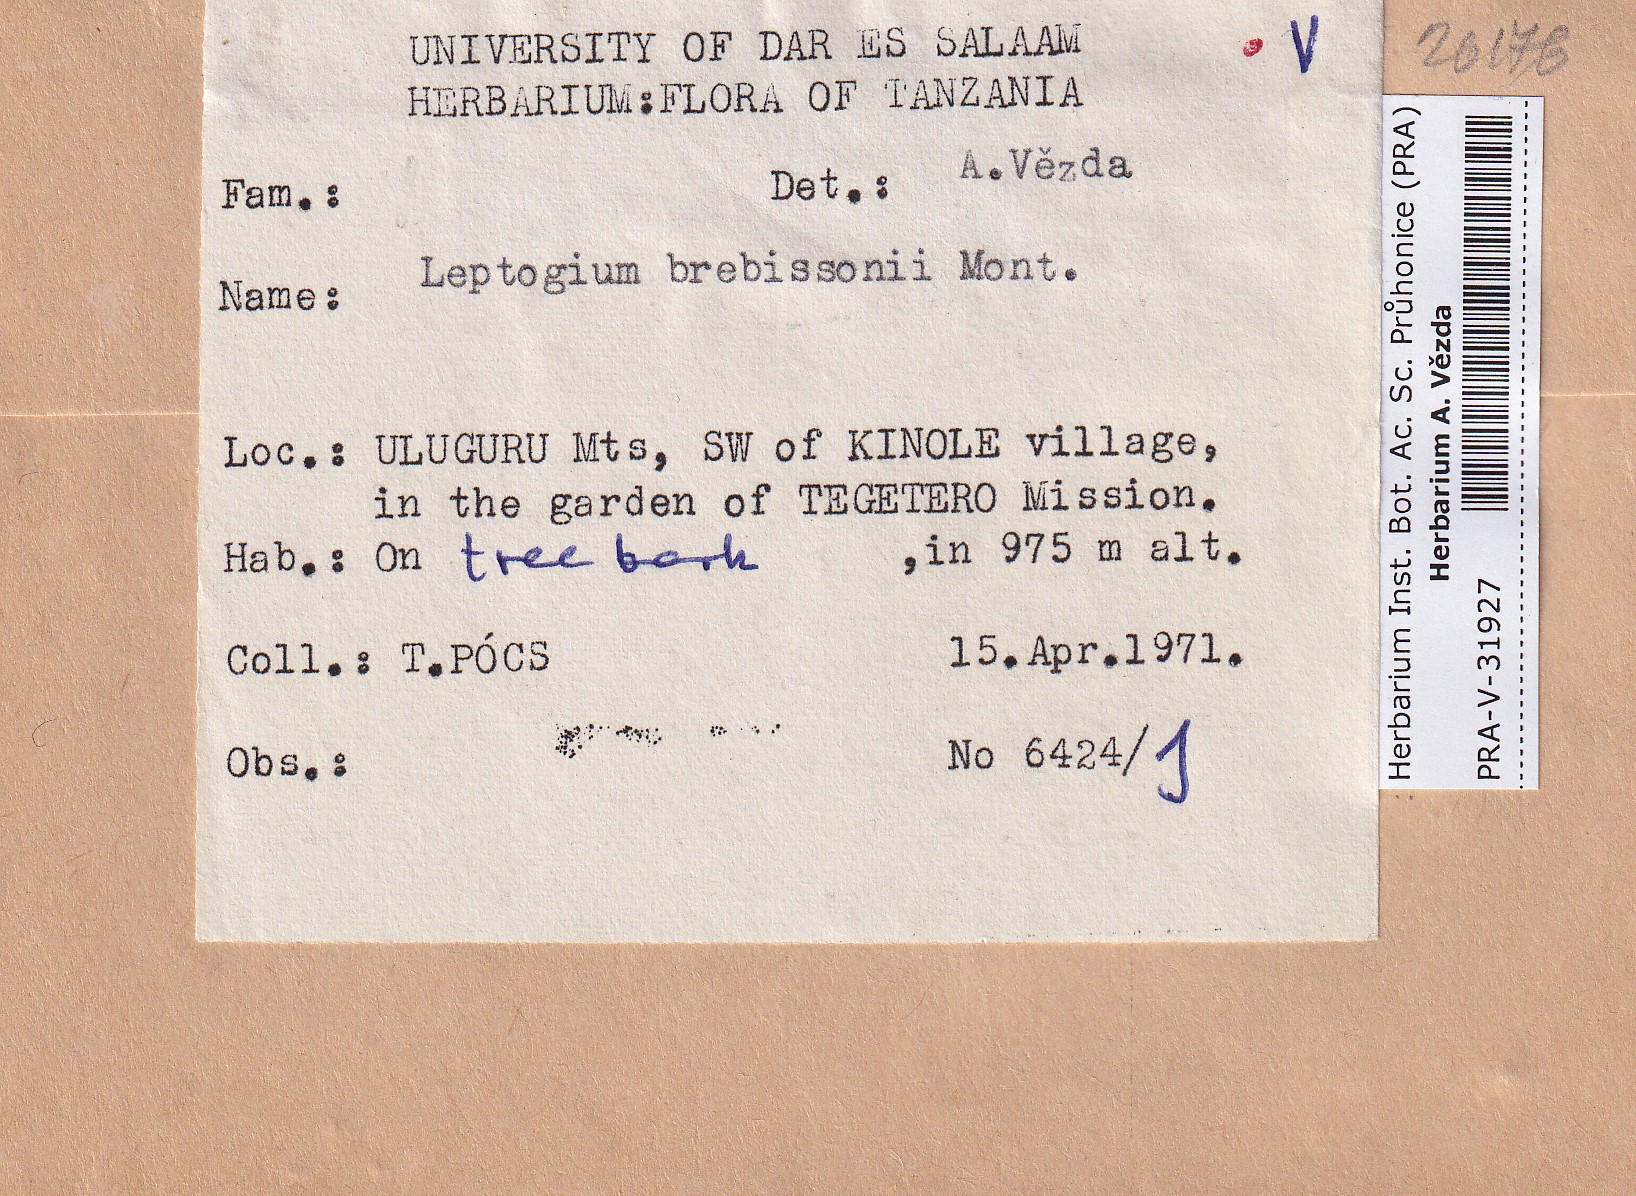 UNIVERSITY OF DAR ES SALAAM
HERBARIUM:FLORA OF TANZANIA
V
Fam.:
Det.: A.Vězda
Name: Leptogium brebissonii Mont.
Loc.: ULUGURU Mts, SW of KINOLE village,
in the garden of TEGETERO Mission.
Hab.: On tree bark ,in 975 m alt.
Coll.: T.PÓCS 15.Apr.1971.
Obs.: No 6424/J
Herbarium Inst. Bot. Ac. Sc. Průhonice (PRA)
Herbarium A. Vězda
PRA-V-31927